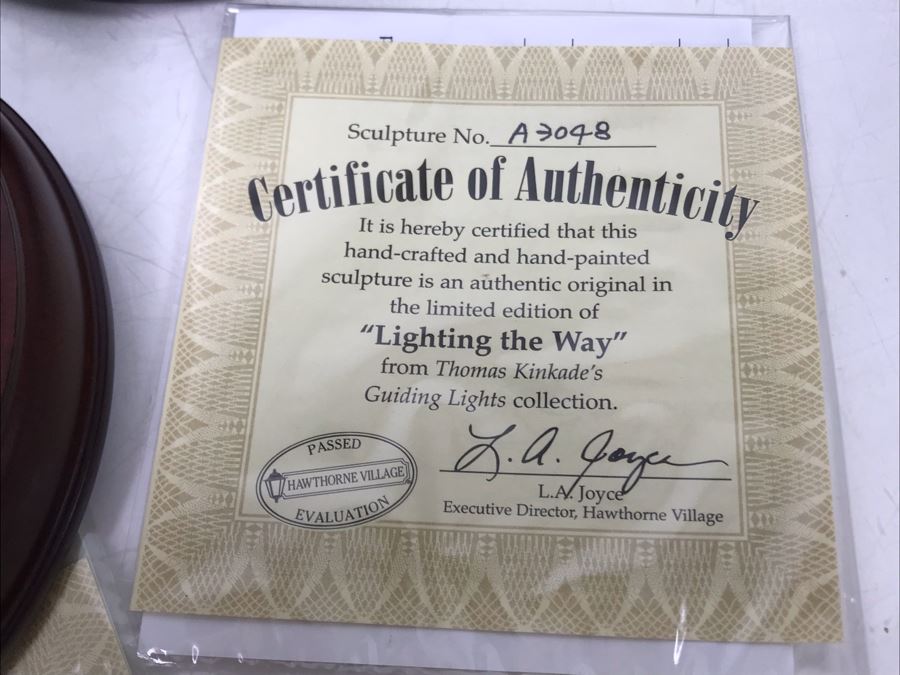 Sculpture No. A3048
Certificate of Authenticity
It is hereby certified that this
hand-crafted and hand-painted
sculpture is an authentic original in
the limited edition of
"Lighting the Way"
from Thomas Kinkade's
Guiding Lights collection.
L. A. Joyce
L.A. Joyce
Executive Director, Hawthorne Village
PASSED
HAWTHORNE VILLAGE
EVALUATION